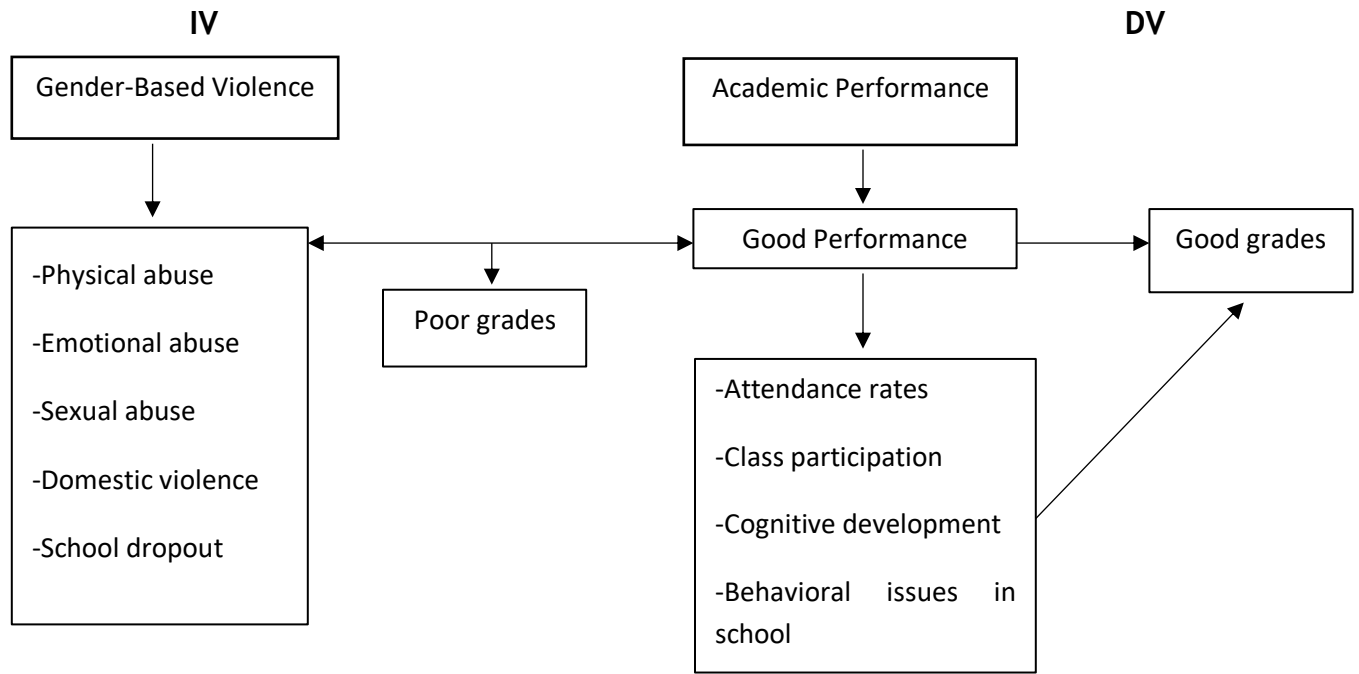 IV
DV
Gender-Based Violence
Academic Performance
Good Performance
Good grades
-Physical abuse
-Emotional abuse
-Sexual abuse
-Domestic violence
-School dropout
Poor grades
-Attendance rates
-Class participation
-Cognitive development
-Behavioral issues in
school